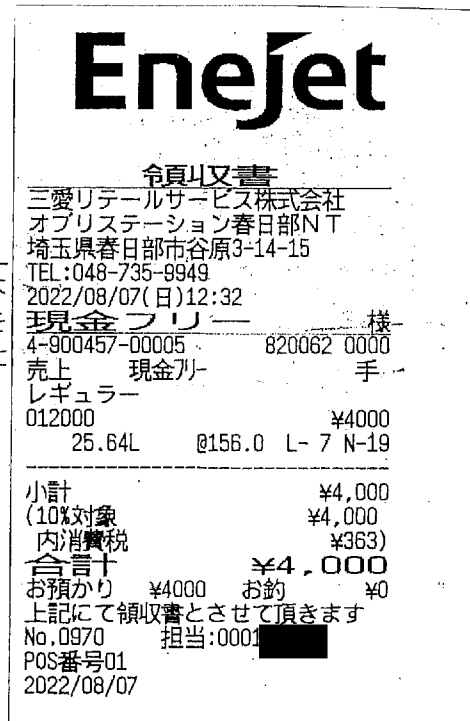 Enejet
領収書
三愛リテールサービス株式会社
オブリステーション春日部NT
埼玉県春日部市谷原3-14-15
TEL:048-735-9949
2022/08/07(日)12:32
現金フリー 様
4-900457-00005 820062 0000
売上 現金フリー 手
レギュラー
012000 ¥4000
25.64L @156.0 L- 7 N-19
小計 ¥4,000
(10%対象 ¥4,000
内消費税 ¥363)
合計 ¥4,000
お預かり ¥4000 お釣 ¥0
上記にて領収書とさせて頂きます
No.0970 担当:0001
POS番号01
2022/08/07